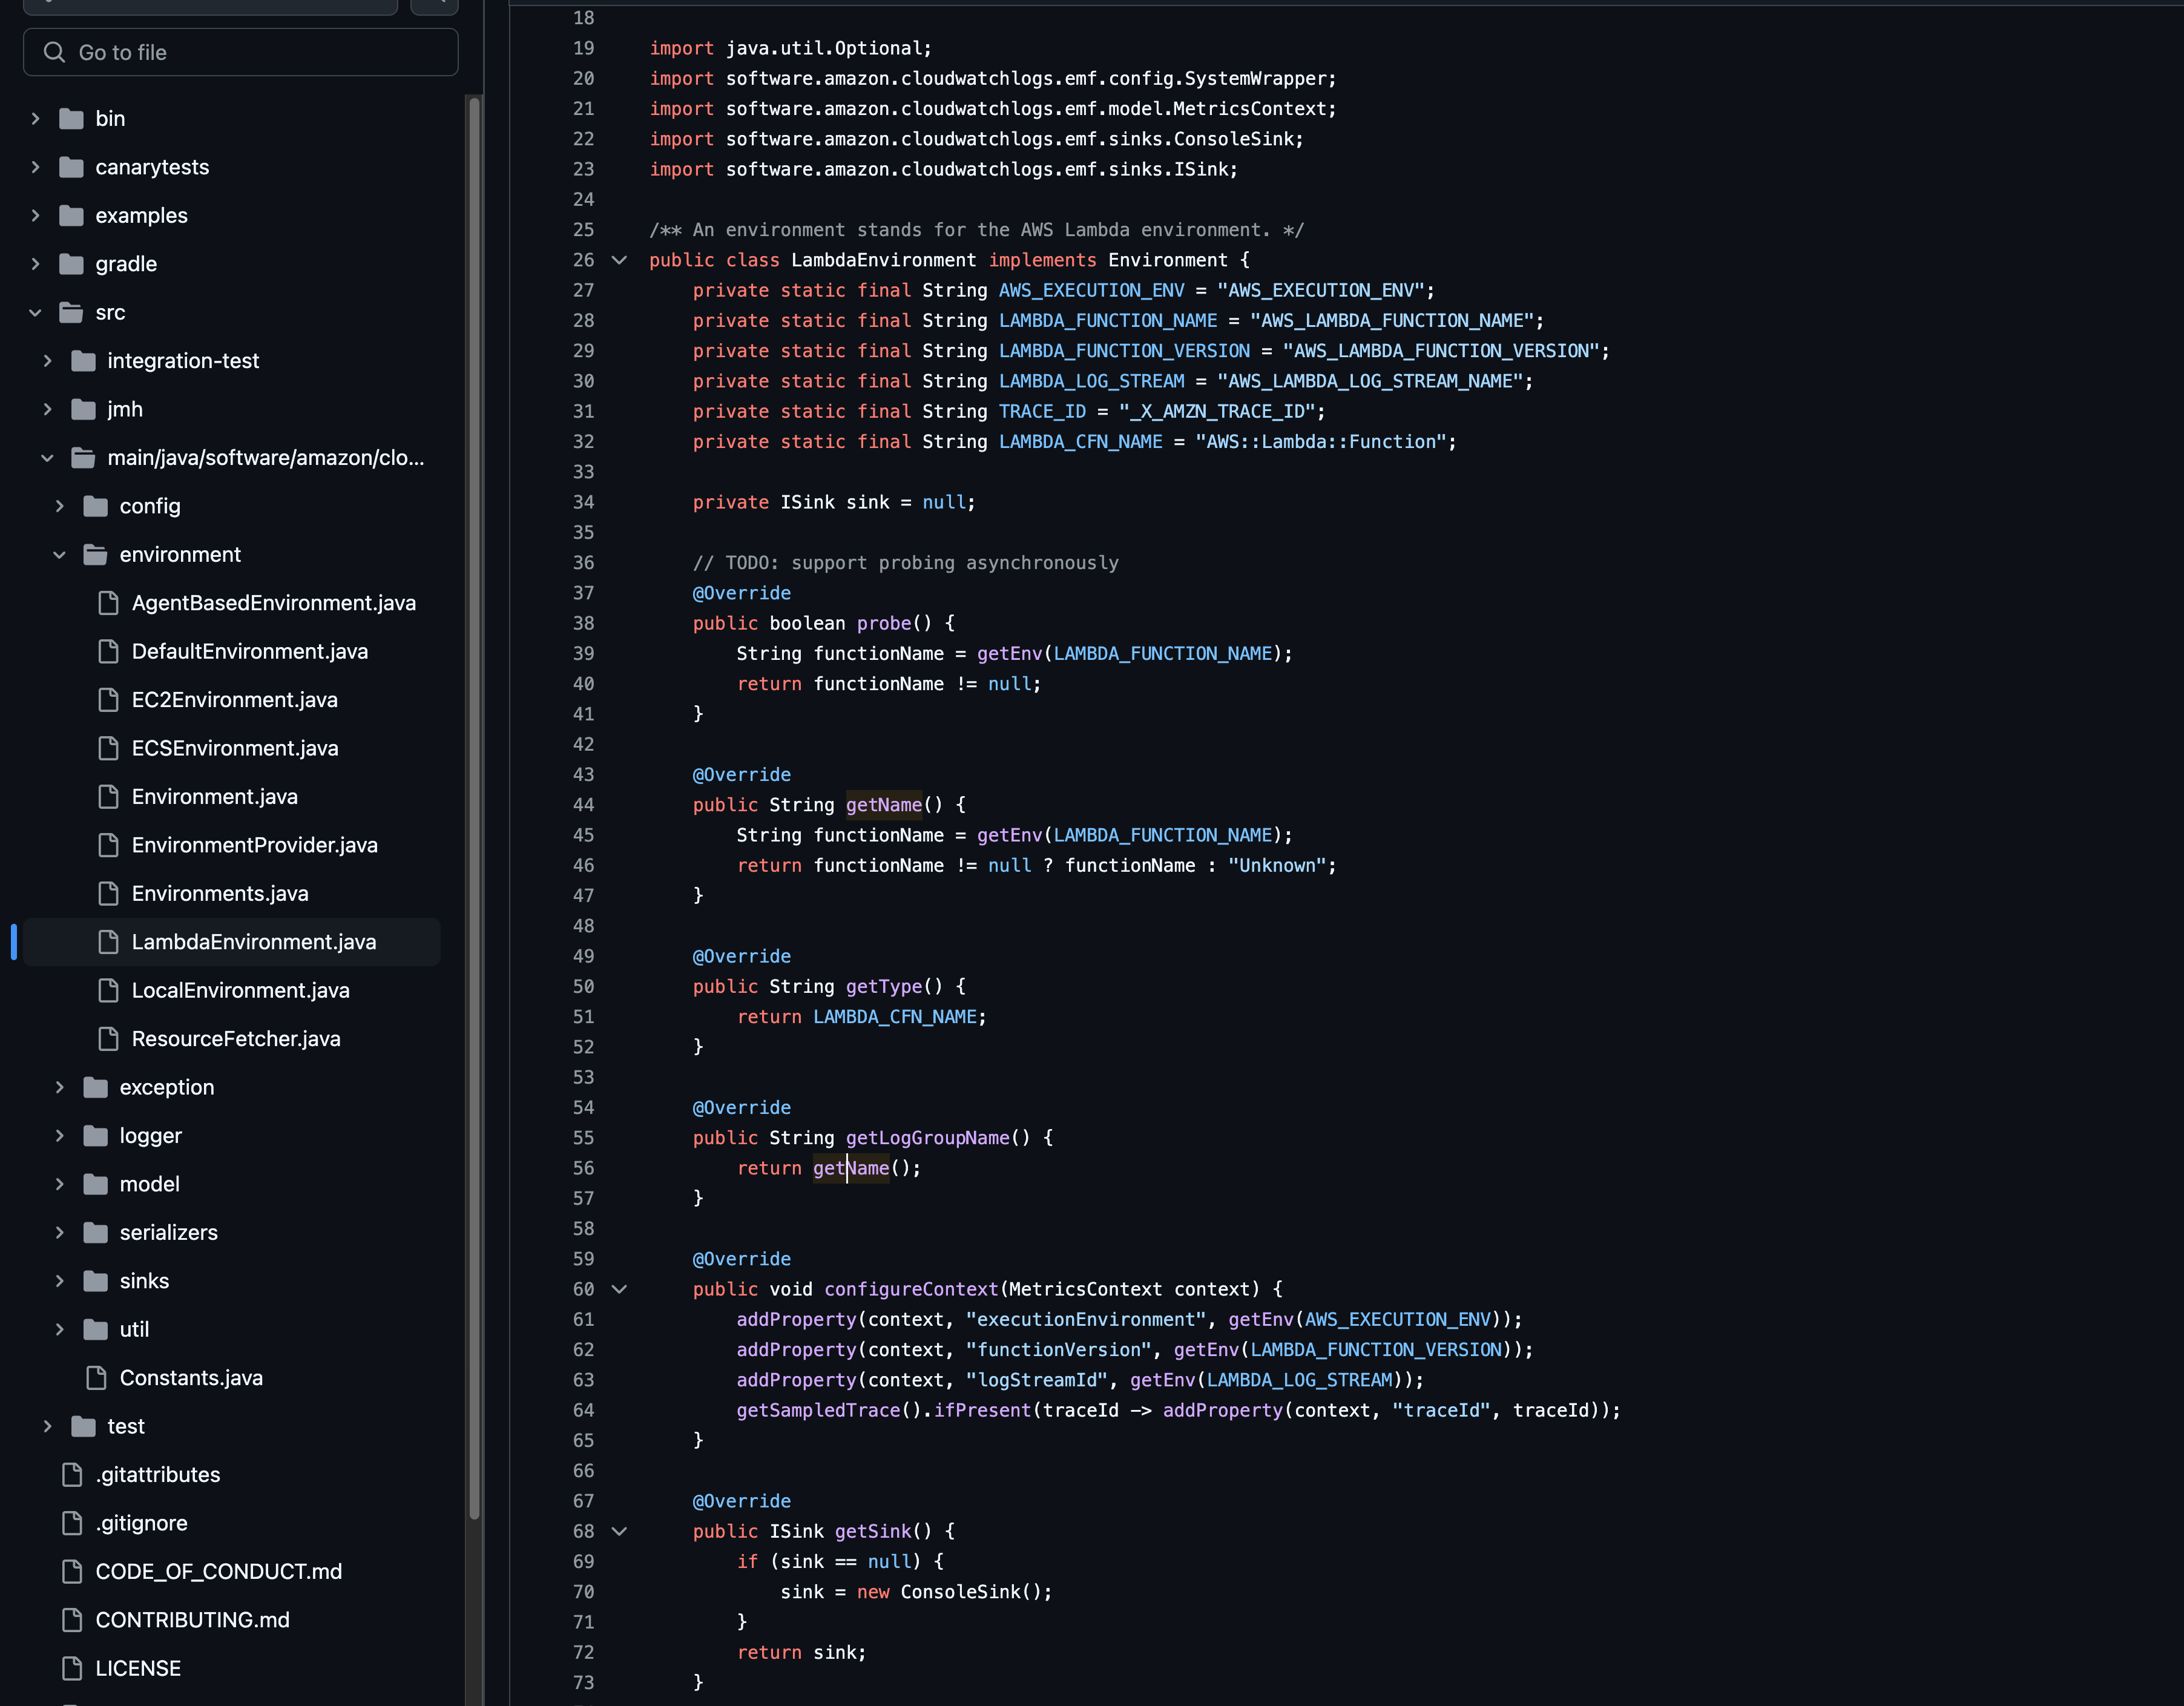 Go to file
bin
canarytests
examples
gradle
src
integration-test
jmh
main/java/software/amazon/clo...
config
environment
AgentBasedEnvironment.java
DefaultEnvironment.java
EC2Environment.java
ECSEnvironment.java
Environment.java
EnvironmentProvider.java
Environments.java
LambdaEnvironment.java
LocalEnvironment.java
ResourceFetcher.java
exception
logger
model
serializers
sinks
util
Constants.java
test
.gitattributes
.gitignore
CODE_OF_CONDUCT.md
CONTRIBUTING.md
LICENSE
18
19 import java.util.Optional;
20 import software.amazon.cloudwatchlogs.emf.config.SystemWrapper;
21 import software.amazon.cloudwatchlogs.emf.model.MetricsContext;
22 import software.amazon.cloudwatchlogs.emf.sinks.ConsoleSink;
23 import software.amazon.cloudwatchlogs.emf.sinks.ISink;
24
25 /** An environment stands for the AWS Lambda environment. */
26 public class LambdaEnvironment implements Environment {
27     private static final String AWS_EXECUTION_ENV = "AWS_EXECUTION_ENV";
28     private static final String LAMBDA_FUNCTION_NAME = "AWS_LAMBDA_FUNCTION_NAME";
29     private static final String LAMBDA_FUNCTION_VERSION = "AWS_LAMBDA_FUNCTION_VERSION";
30     private static final String LAMBDA_LOG_STREAM = "AWS_LAMBDA_LOG_STREAM_NAME";
31     private static final String TRACE_ID = "_X_AMZN_TRACE_ID";
32     private static final String LAMBDA_CFN_NAME = "AWS::Lambda::Function";
33
34     private ISink sink = null;
35
36     // TODO: support probing asynchronously
37     @Override
38     public boolean probe() {
39         String functionName = getEnv(LAMBDA_FUNCTION_NAME);
40         return functionName != null;
41     }
42
43     @Override
44     public String getName() {
45         String functionName = getEnv(LAMBDA_FUNCTION_NAME);
46         return functionName != null ? functionName : "Unknown";
47     }
48
49     @Override
50     public String getType() {
51         return LAMBDA_CFN_NAME;
52     }
53
54     @Override
55     public String getLogGroupName() {
56         return getName();
57     }
58
59     @Override
60     public void configureContext(MetricsContext context) {
61         addProperty(context, "executionEnvironment", getEnv(AWS_EXECUTION_ENV));
62         addProperty(context, "functionVersion", getEnv(LAMBDA_FUNCTION_VERSION));
63         addProperty(context, "logStreamId", getEnv(LAMBDA_LOG_STREAM));
64         getSampledTrace().ifPresent(traceId -> addProperty(context, "traceId", traceId));
65     }
66
67     @Override
68     public ISink getSink() {
69         if (sink == null) {
70             sink = new ConsoleSink();
71         }
72         return sink;
73     }